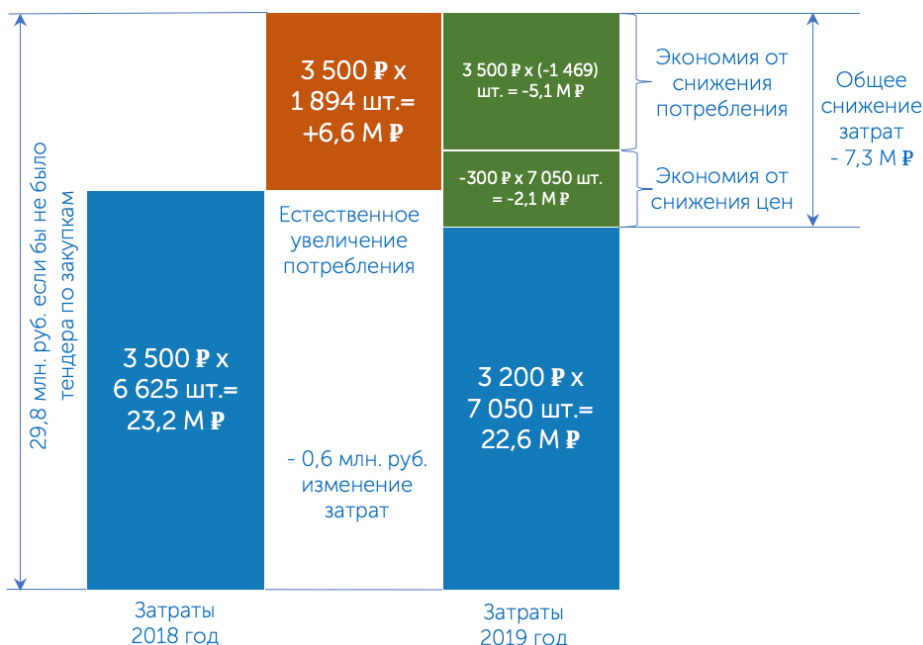 29,8 млн. руб. если бы не было
тендера по закупкам
3 500 ₽ х
6 625 шт.=
23,2 М ₽
Затраты
2018 год
3 500 ₽ х
1 894 шт.=
+6,6 М ₽
Естественное
увеличение
потребления
- 0,6 млн. руб.
изменение
затрат
3 500 ₽ х (-1 469)
шт. = -5,1 М ₽
-300 ₽ х 7 050 шт.
= -2,1 М ₽
3 200 ₽ х
7 050 шт.=
22,6 М ₽
Затраты
2019 год
Экономия от
снижения
потребления
Экономия от
снижения цен
Общее
снижение
затрат
- 7,3 М ₽